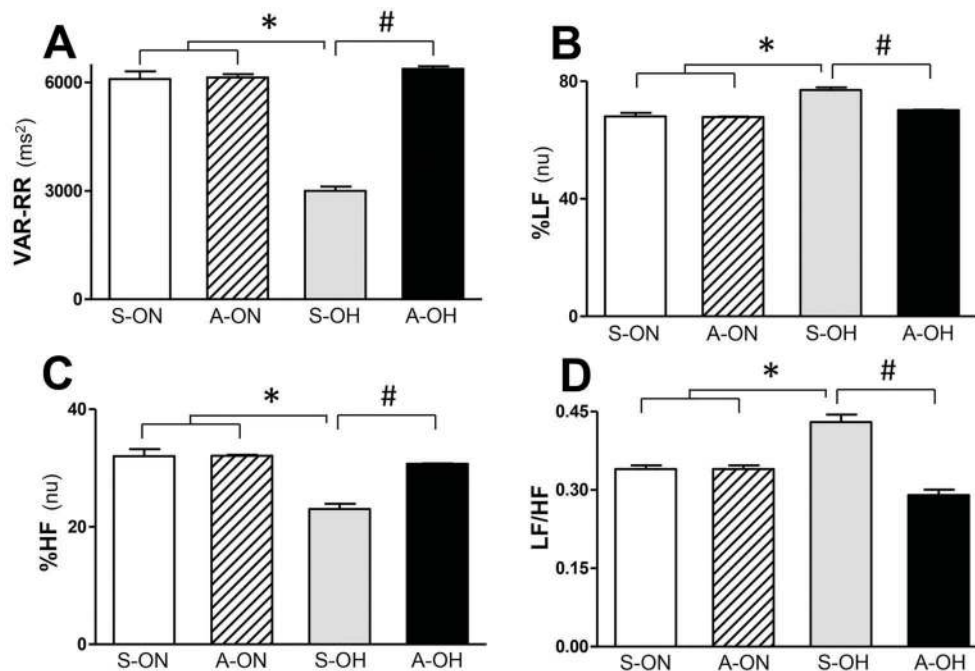 A
* #
6000
3000
0
VAR-RR (ms²)
S-ON A-ON S-OH A-OH
B
* #
80
40
0
%LF (nu)
S-ON A-ON S-OH A-OH
C
* #
40
20
0
%HF (nu)
S-ON A-ON S-OH A-OH
D
* #
0.45
0.30
0.15
0.00
LF/HF
S-ON A-ON S-OH A-OH